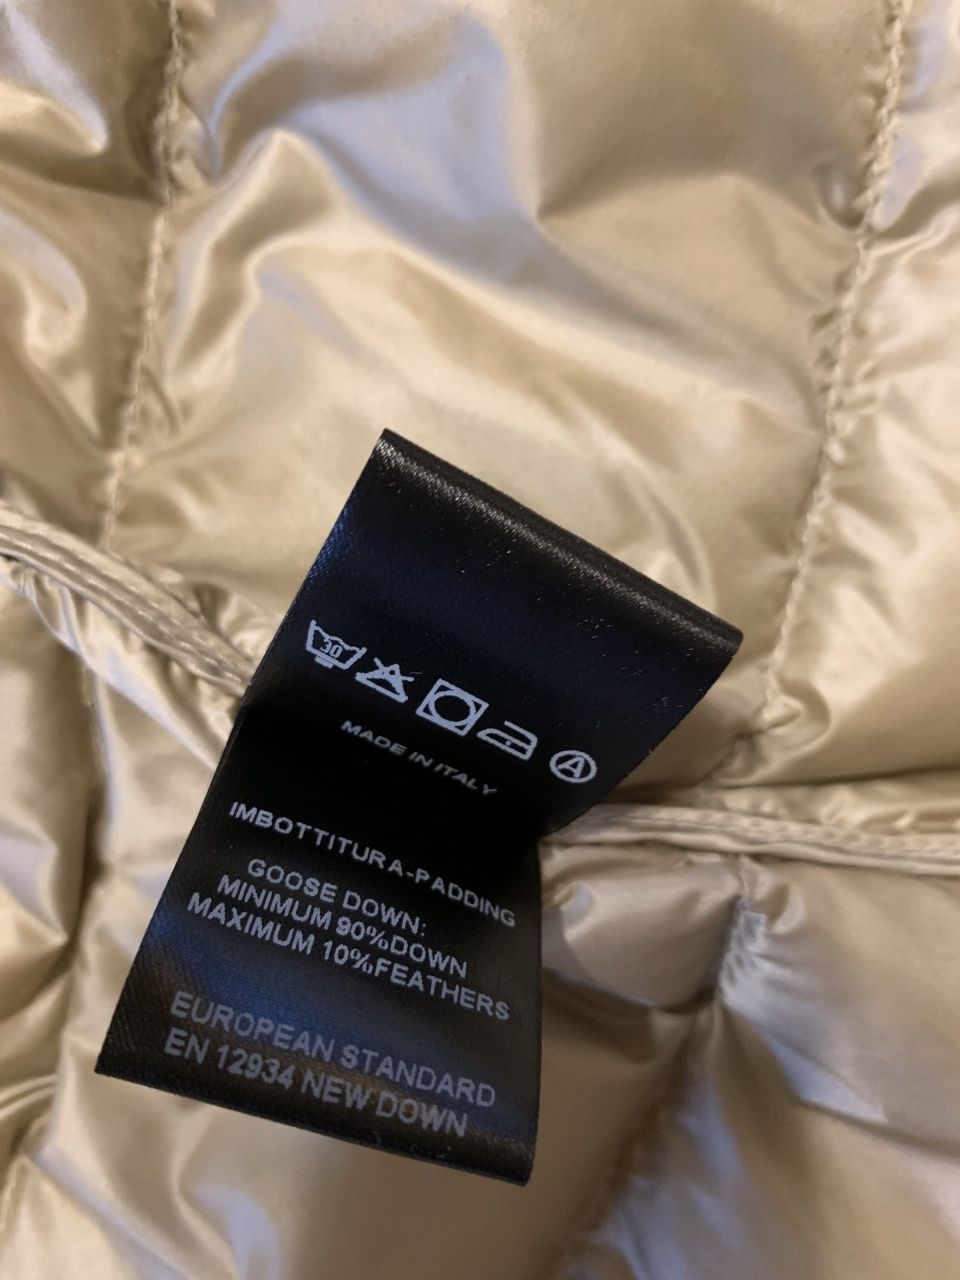 30
A
MADE IN ITALY
IMBOTTITURA-PADDING
GOOSE DOWN:
MINIMUM 90%DOWN
MAXIMUM 10%FEATHERS
EUROPEAN STANDARD
EN 12934 NEW DOWN